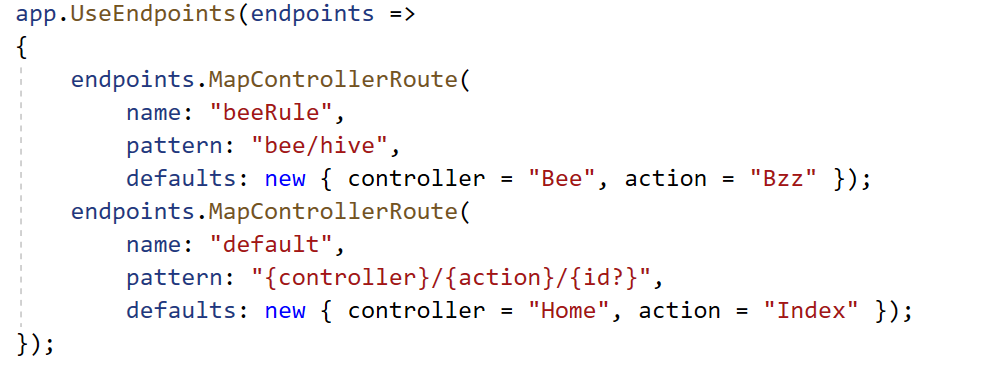 app.UseEndpoints(endpoints =>
{
    endpoints.MapControllerRoute(
        name: "beeRule",
        pattern: "bee/hive",
        defaults: new { controller = "Bee", action = "Bzz" });
    endpoints.MapControllerRoute(
        name: "default",
        pattern: "{controller}/{action}/{id?}",
        defaults: new { controller = "Home", action = "Index" });
});